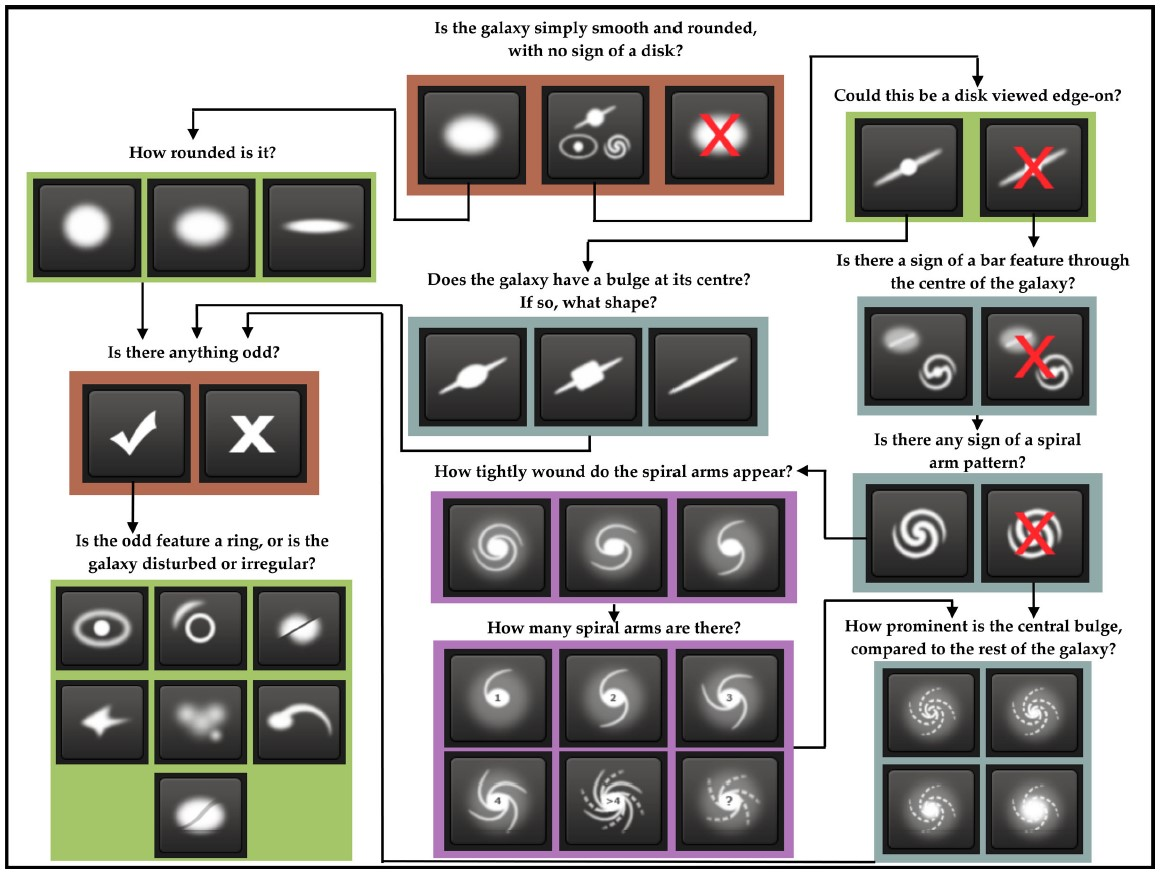 Is the galaxy simply smooth and rounded,
with no sign of a disk?
Could this be a disk viewed edge-on?
How rounded is it?
Does the galaxy have a bulge at its centre?
If so, what shape?
Is there a sign of a bar feature through
the centre of the galaxy?
Is there anything odd?
Is there any sign of a spiral
arm pattern?
How tightly wound do the spiral arms appear?
Is the odd feature a ring, or is the
galaxy disturbed or irregular?
How many spiral arms are there?
1
2
3
4
>4
?
How prominent is the central bulge,
compared to the rest of the galaxy?